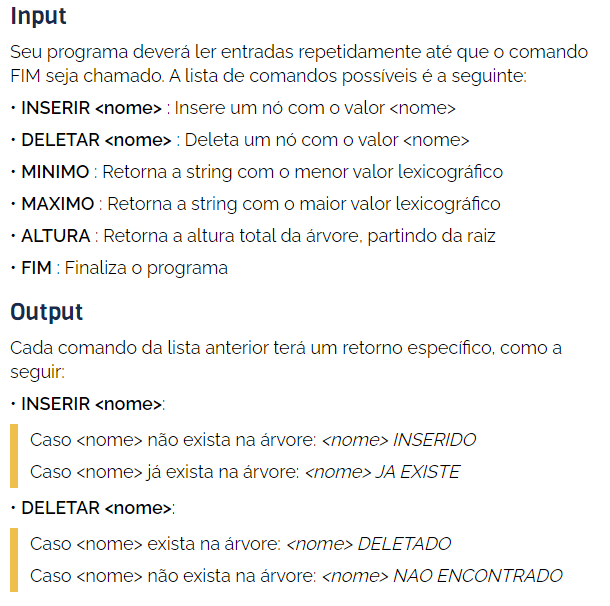 Input
Seu programa deverá ler entradas repetidamente até que o comando
FIM seja chamado. A lista de comandos possíveis é a seguinte:
• INSERIR <nome> : Insere um nó com o valor <nome>
• DELETAR <nome> : Deleta um nó com o valor <nome>
• MINIMO : Retorna a string com o menor valor lexicográfico
• MAXIMO : Retorna a string com o maior valor lexicográfico
• ALTURA : Retorna a altura total da árvore, partindo da raiz
• FIM : Finaliza o programa
Output
Cada comando da lista anterior terá um retorno específico, como a
seguir:
• INSERIR <nome>:
Caso <nome> não exista na árvore: <nome> INSERIDO
Caso <nome> já exista na árvore: <nome> JA EXISTE
• DELETAR <nome>:
Caso <nome> exista na árvore: <nome> DELETADO
Caso <nome> não exista na árvore: <nome> NAO ENCONTRADO